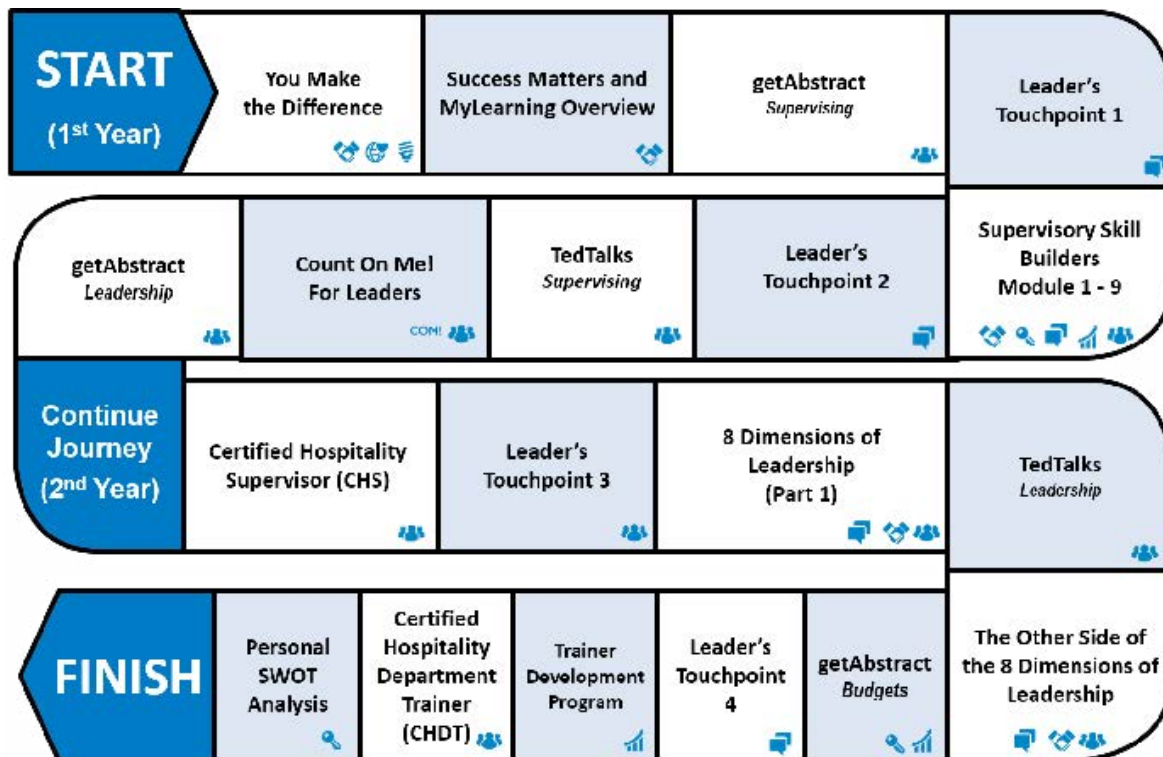 START
(1st Year)
You Make
the Difference
Success Matters and
MyLearning Overview
getAbstract
Supervising
Leader's
Touchpoint 1
Supervisory Skill
Builders
Module 1 - 9
Leader's
Touchpoint 2
TedTalks
Supervising
Count On Me!
For Leaders
COM!
getAbstract
Leadership
Continue
Journey
(2nd Year)
Certified Hospitality
Supervisor (CHS)
Leader's
Touchpoint 3
8 Dimensions of
Leadership
(Part 1)
TedTalks
Leadership
The Other Side of
the 8 Dimensions of
Leadership
getAbstract
Budgets
Leader's
Touchpoint
4
Trainer
Development
Program
Certified
Hospitality
Department
Trainer
(CHDT)
Personal
SWOT
Analysis
FINISH